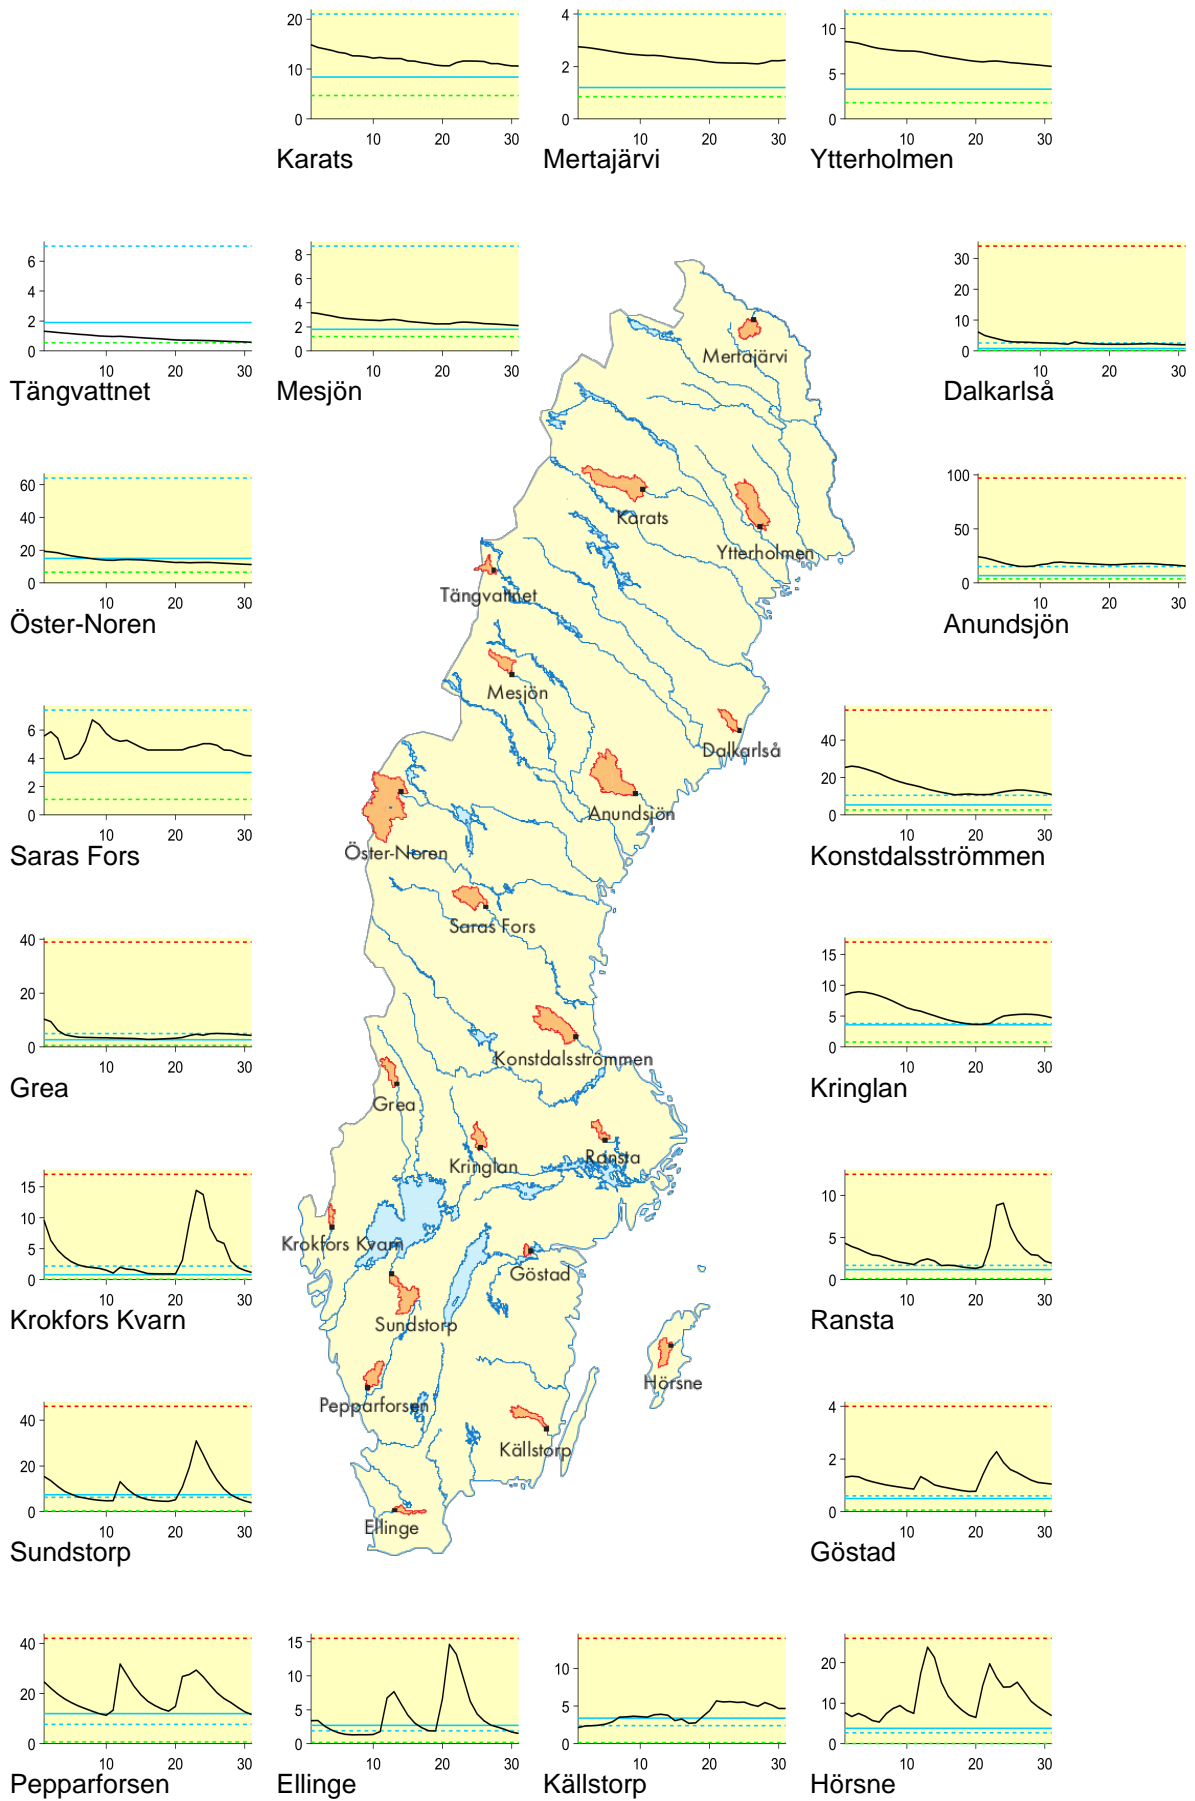 20
10
0
10 20 30
Karats
4
2
0
10 20 30
Mertajärvi
10
5
0
10 20 30
Ytterholmen
6
4
2
0
10 20 30
Tängvattnet
8
6
4
2
0
10 20 30
Mesjön
30
20
10
0
10 20 30
Dalkarlså
60
40
20
0
10 20 30
Öster-Noren
100
50
0
10 20 30
Anundsjön
6
4
2
0
10 20 30
Saras Fors
40
20
0
10 20 30
Konstdalsströmmen
40
20
0
10 20 30
Grea
15
10
5
0
10 20 30
Kringlan
15
10
5
0
10 20 30
Krokfors Kvarn
10
5
0
10 20 30
Ransta
40
20
0
10 20 30
Sundstorp
4
2
0
10 20 30
Göstad
40
20
0
10 20 30
Pepparforsen
15
10
5
0
10 20 30
Ellinge
10
5
0
10 20 30
Källstorp
20
10
0
10 20 30
Hörsne
Mertajärvi
Karats
Ytterholmen
Tängvattnet
Mesjön
Dalkarlså
Anundsjön
Öster-Noren
Saras Fors
Konstdalsströmmen
Grea
Kringlan
Ransta
Krokfors Kvarn
Göstad
Sundstorp
Hörsne
Pepparforsen
Källstorp
Ellinge